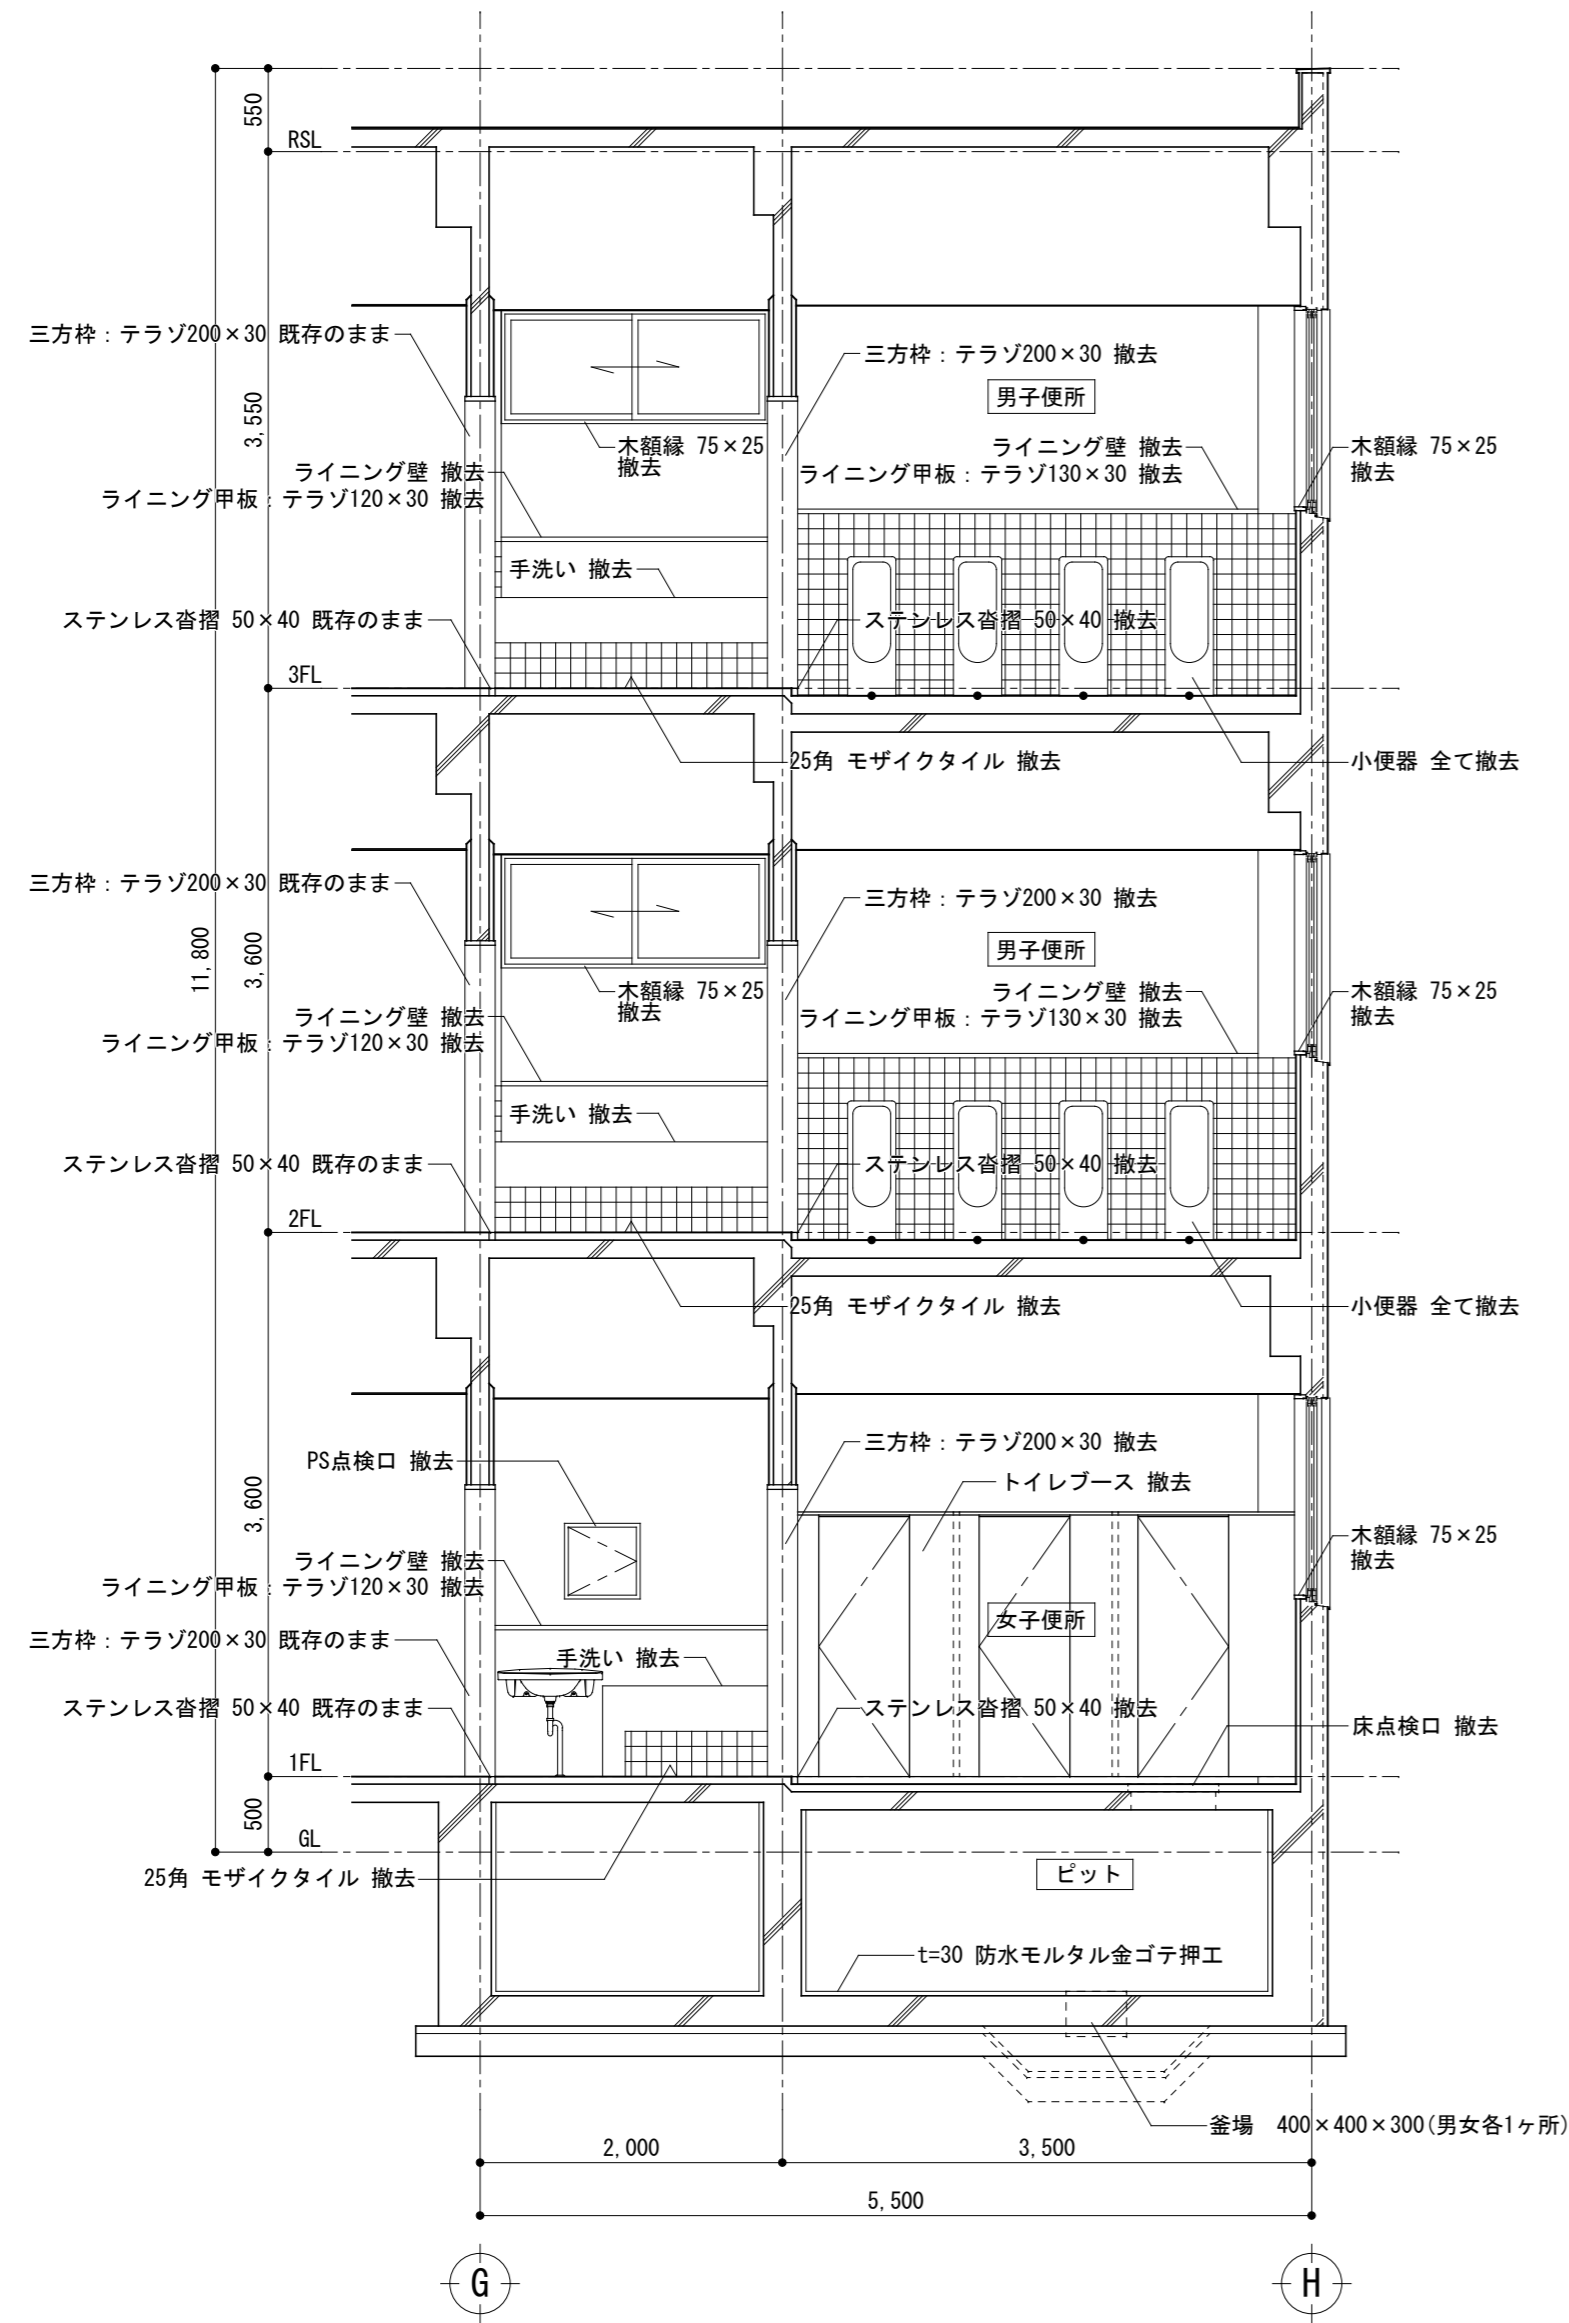 550
RSL
三方枠：テラゾ200×30 既存のまま
三方枠：テラゾ200×30 撤去
男子便所
3,550
木額縁 75×25
撤去
ライニング壁 撤去
ライニング甲板：テラゾ120×30 撤去
ライニング壁 撤去
ライニング甲板：テラゾ130×30 撤去
木額縁 75×25
撤去
手洗い 撤去
ステンレス沓摺 50×40 既存のまま
ステンレス沓摺 50×40 撤去
3FL
25角 モザイクタイル 撤去
小便器 全て撤去
三方枠：テラゾ200×30 既存のまま
三方枠：テラゾ200×30 撤去
11,800
3,600
男子便所
木額縁 75×25
撤去
ライニング壁 撤去
ライニング甲板：テラゾ120×30 撤去
ライニング壁 撤去
ライニング甲板：テラゾ130×30 撤去
木額縁 75×25
撤去
手洗い 撤去
ステンレス沓摺 50×40 既存のまま
ステンレス沓摺 50×40 撤去
2FL
25角 モザイクタイル 撤去
小便器 全て撤去
三方枠：テラゾ200×30 撤去
PS点検口 撤去
トイレブース 撤去
3,600
ライニング壁 撤去
ライニング甲板：テラゾ120×30 撤去
木額縁 75×25
撤去
女子便所
三方枠：テラゾ200×30 既存のまま
手洗い 撤去
ステンレス沓摺 50×40 既存のまま
ステンレス沓摺 50×40 撤去
床点検口 撤去
1FL
500
GL
25角 モザイクタイル 撤去
ピット
t=30 防水モルタル金ゴテ押エ
釜場　400×400×300(男女各1ヶ所)
2,000
3,500
5,500
G
H